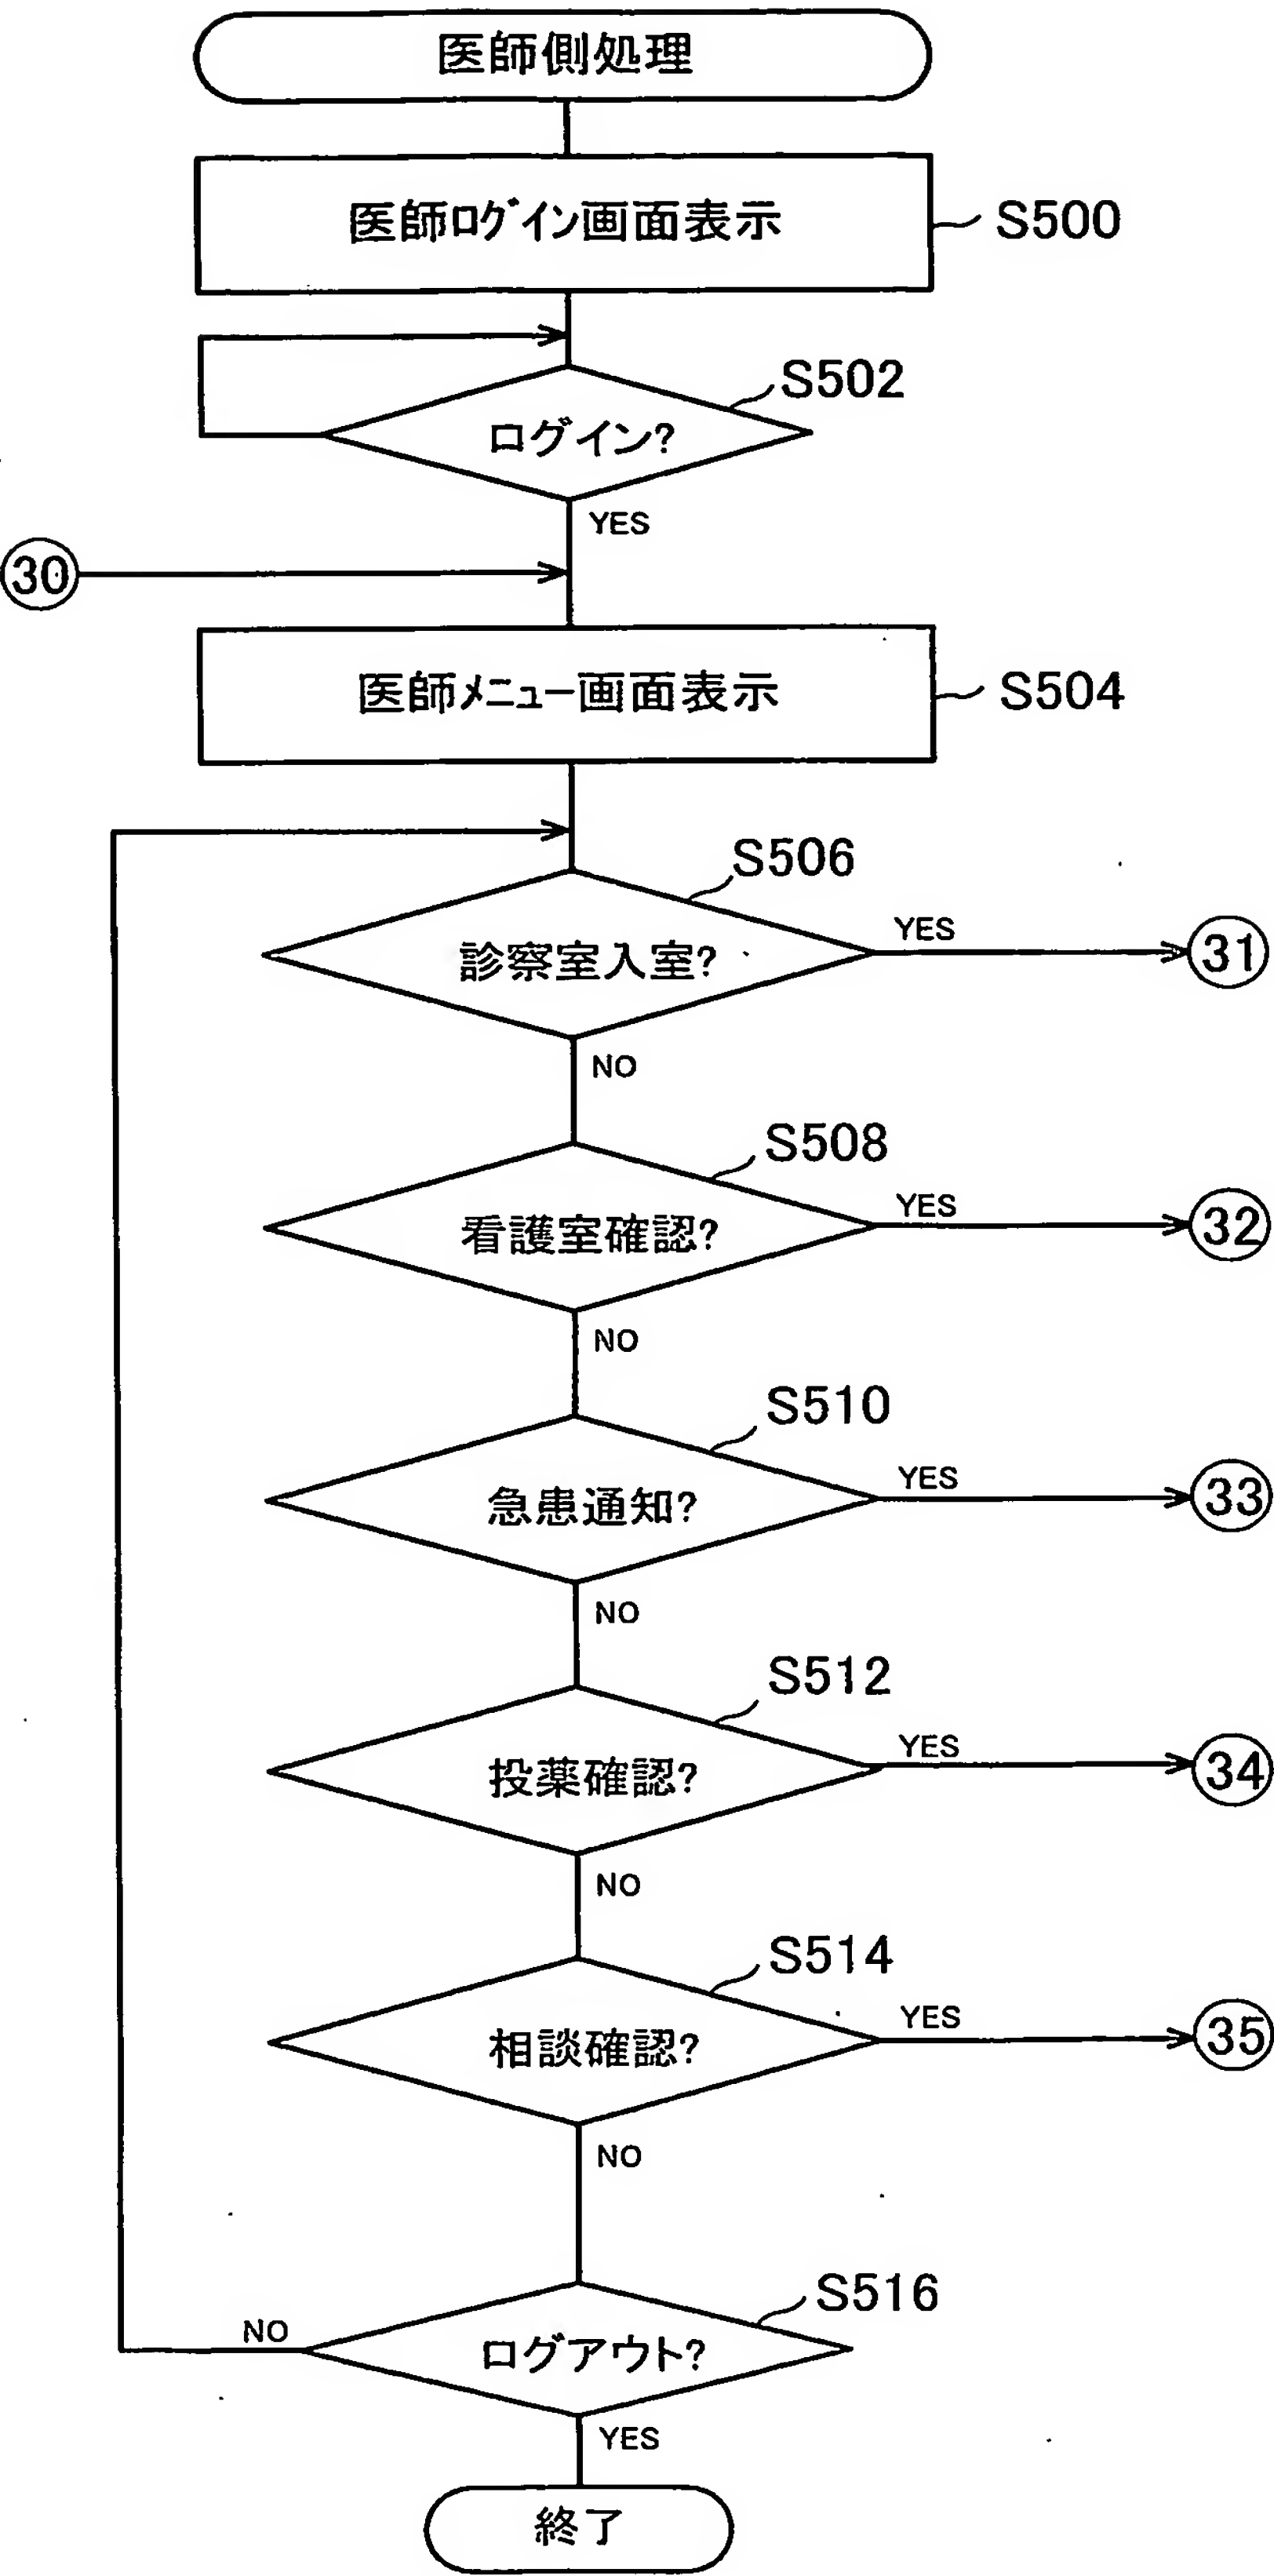 医師側処理
医師ログイン画面表示
S500
S502
ログイン?
YES
30
医師メニュー画面表示
S504
S506
診察室入室?
YES
31
NO
S508
看護室確認?
YES
32
NO
S510
急患通知?
YES
33
NO
S512
投薬確認?
YES
34
NO
S514
相談確認?
YES
35
NO
S516
NO
ログアウト?
YES
終了